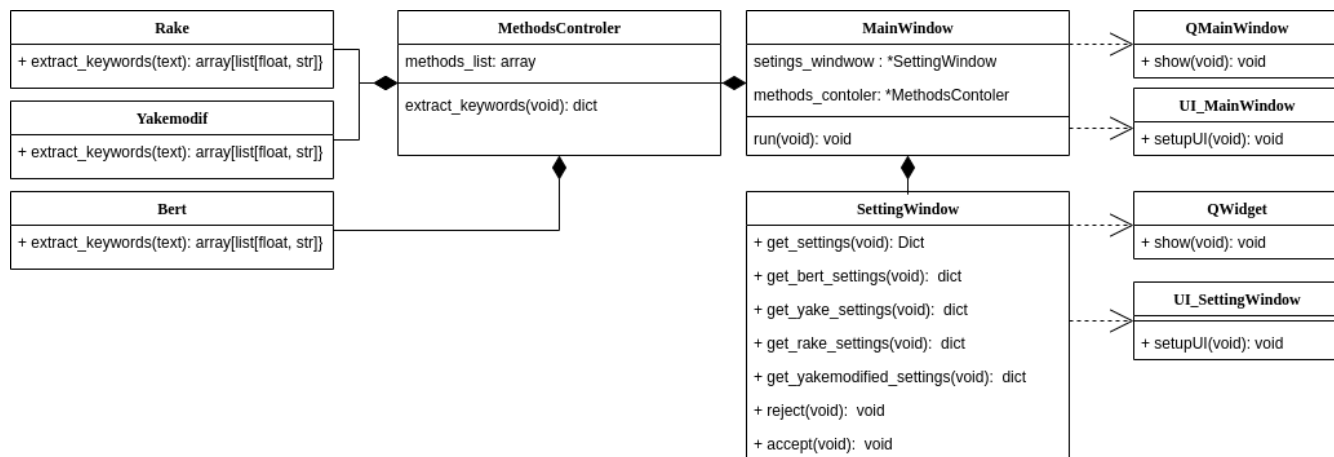 Rake
+ extract_keywords(text): array[list[float, str]}
Yakemodif
+ extract_keywords(text): array[list[float, str]}
Bert
+ extract_keywords(text): array[list[float, str]}
MethodsControler
methods_list: array
extract_keywords(void): dict
MainWindow
setings_windwow : *SettingWindow
methods_contoler: *MethodsContoler
run(void): void
SettingWindow
+ get_settings(void): Dict
+ get_bert_settings(void): dict
+ get_yake_settings(void): dict
+ get_rake_settings(void): dict
+ get_yakemodified_settings(void): dict
+ reject(void): void
+ accept(void): void
QMainWindow
+ show(void): void
UI_MainWindow
+ setupUI(void): void
QWidget
+ show(void): void
UI_SettingWindow
+ setupUI(void): void